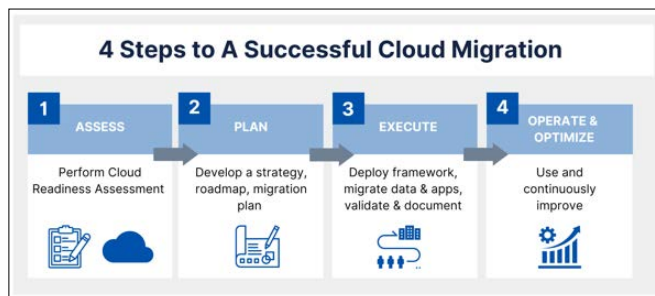 4 Steps to A Successful Cloud Migration
1
ASSESS
Perform Cloud
Readiness Assessment
2
PLAN
Develop a strategy,
roadmap, migration
plan
3
EXECUTE
Deploy framework,
migrate data & apps,
validate & document
4
OPERATE &
OPTIMIZE
Use and
continuously
improve